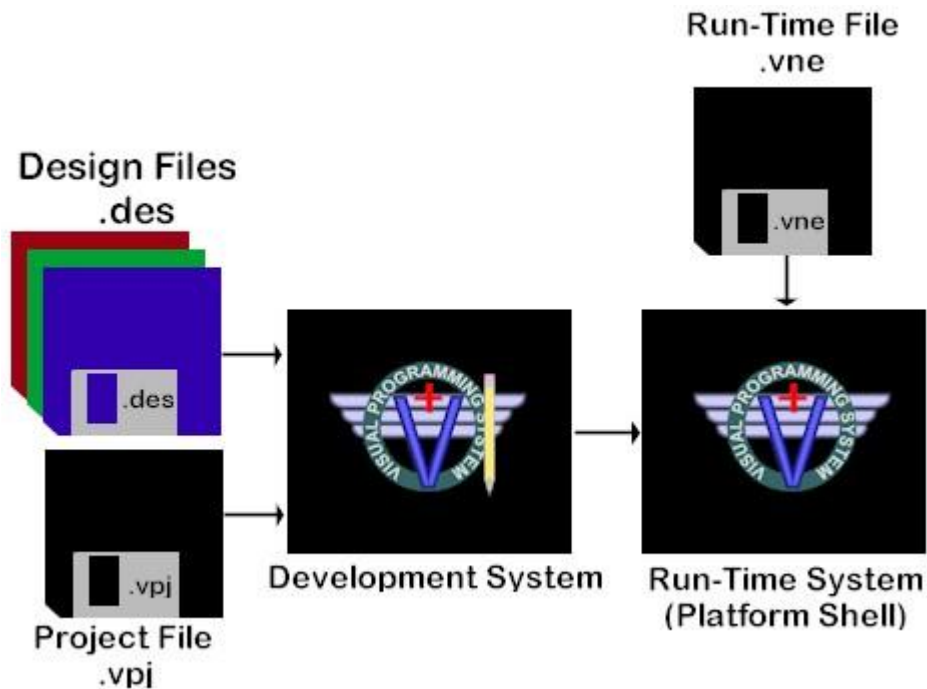 Run-Time File
.vne
.vne
Design Files
.des
.des
VISUAL PROGRAMMING SYSTEM
VISUAL PROGRAMMING SYSTEM
.vpj
Development System
Run-Time System
(Platform Shell)
Project File
.vpj